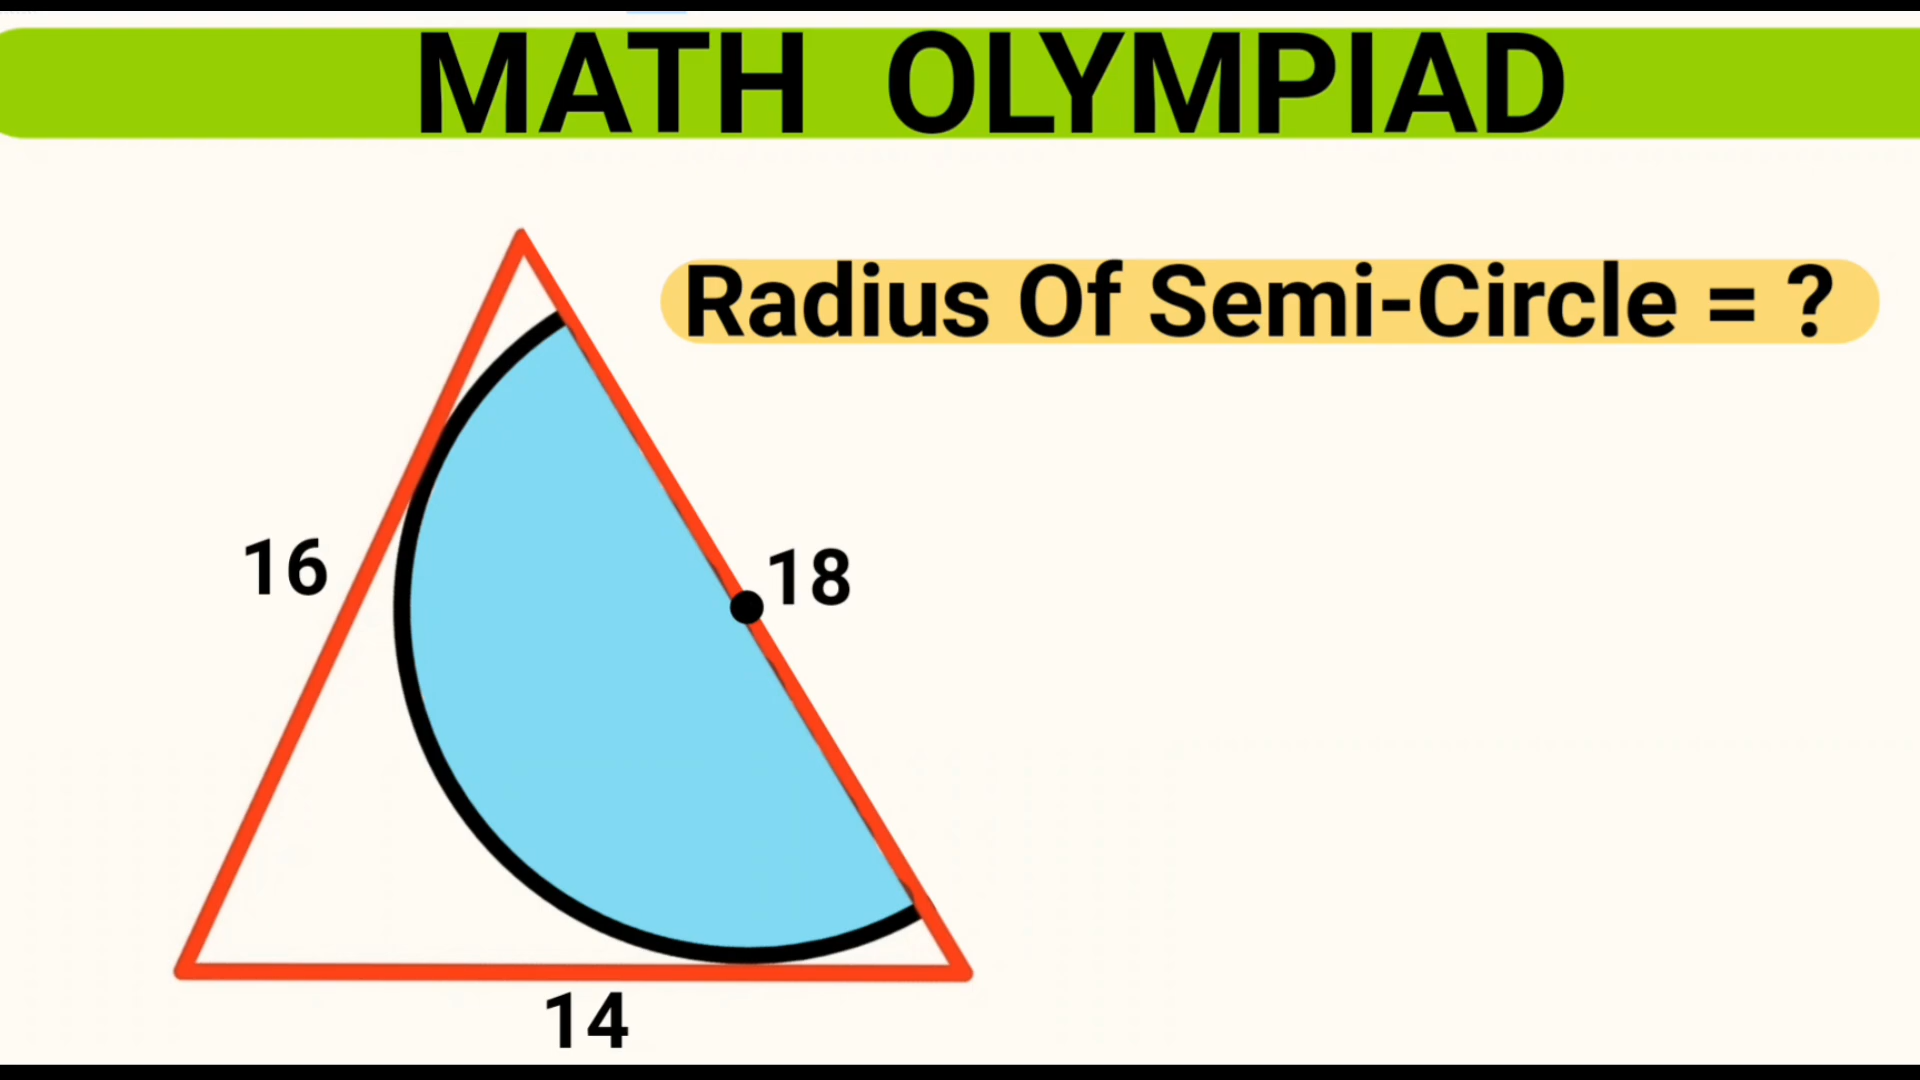 MATH OLYMPIAD
Radius Of Semi-Circle = ?
16
18
14